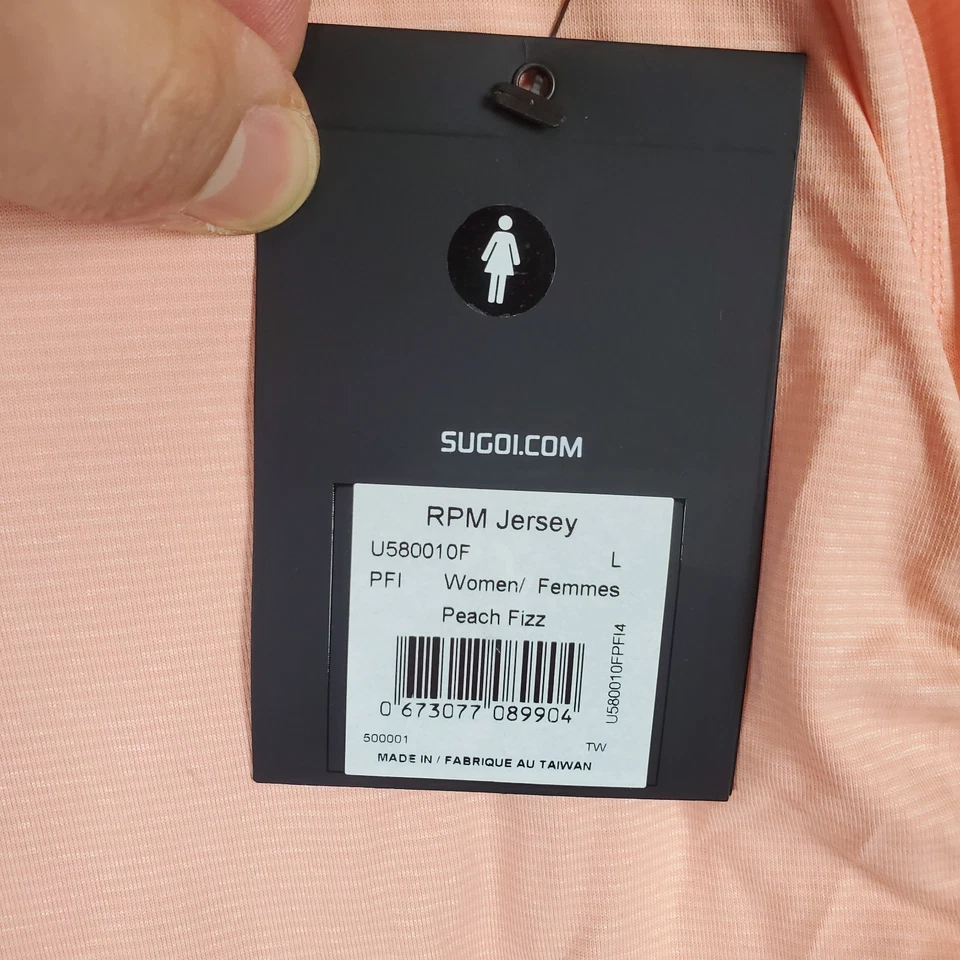 SUGOI.COM
RPM Jersey
U580010F L
PFI Women/ Femmes
Peach Fizz
U580010FPFI4
0 673077 089904
500001 TW
MADE IN / FABRIQUE AU TAIWAN